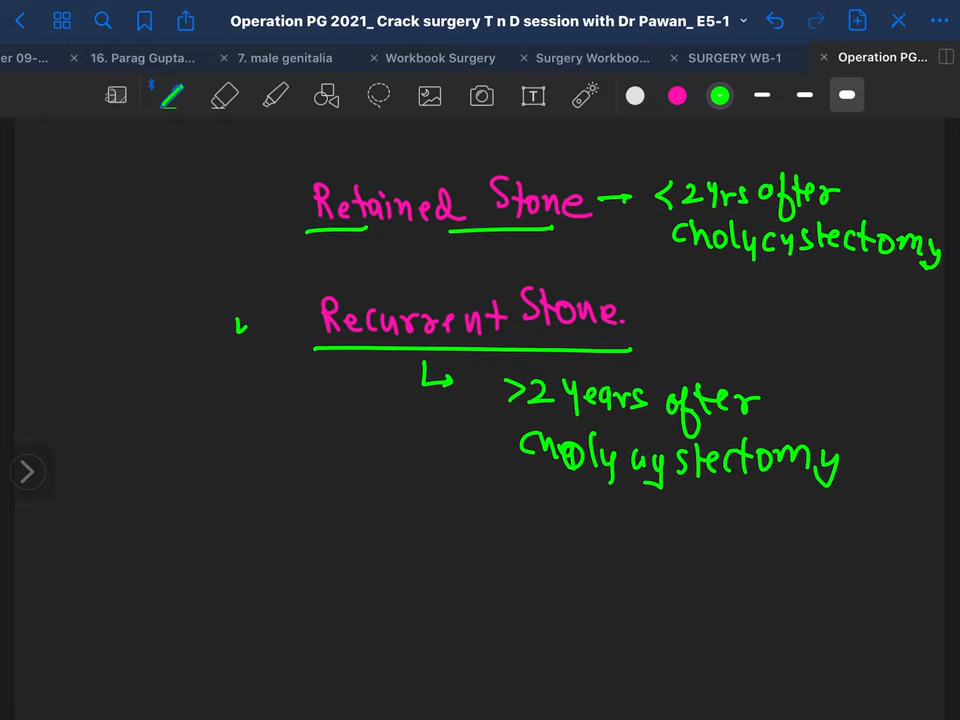 Operation PG 2021_ Crack surgery T n D session with Dr Pawan_ E5-1
er 09-... 16. Parag Gupta... 7. male genitalia Workbook Surgery Surgery Workboo... SURGERY WB-1 Operation PG...
T
Retained Stone → < 2 yrs after
cholycystectomy
Recurrent Stone.
↳ >2 years after
cholycystectomy